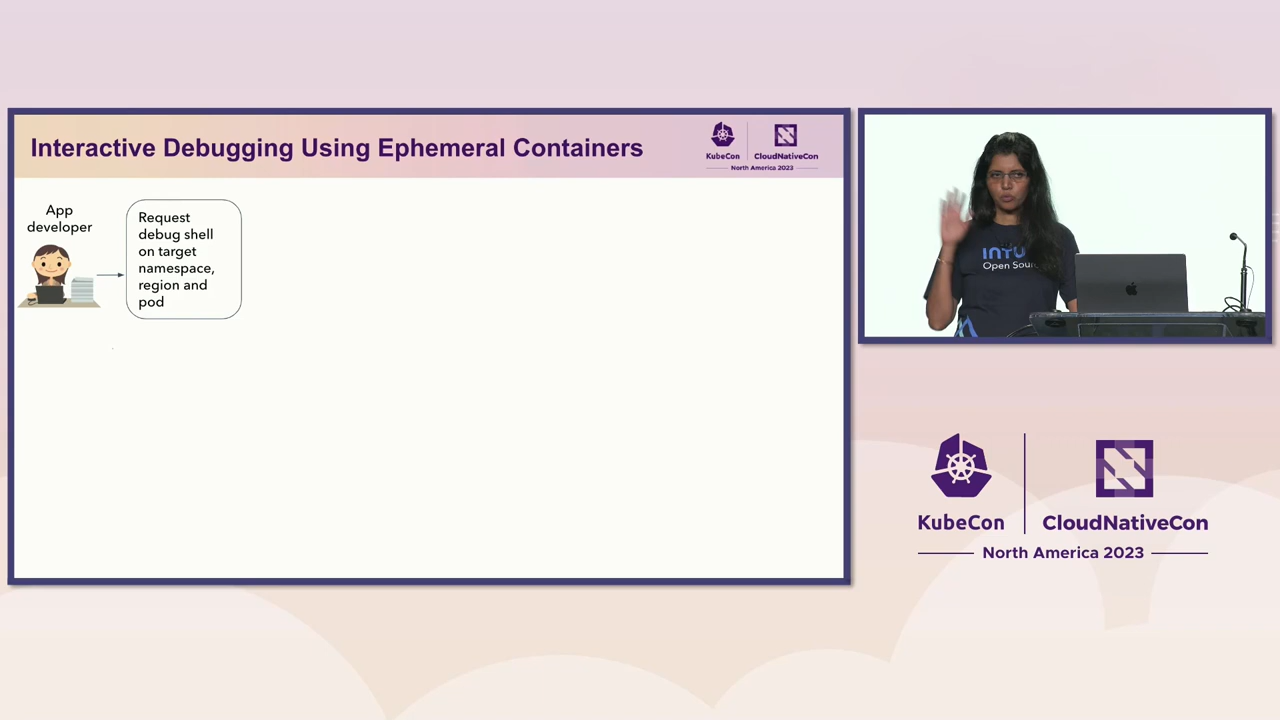 Interactive Debugging Using Ephemeral Containers
KubeCon
CloudNativeCon
North America 2023
App
developer
Request
debug shell
on target
namespace,
region and
pod
INTU
Open Sour
KubeCon
CloudNativeCon
North America 2023